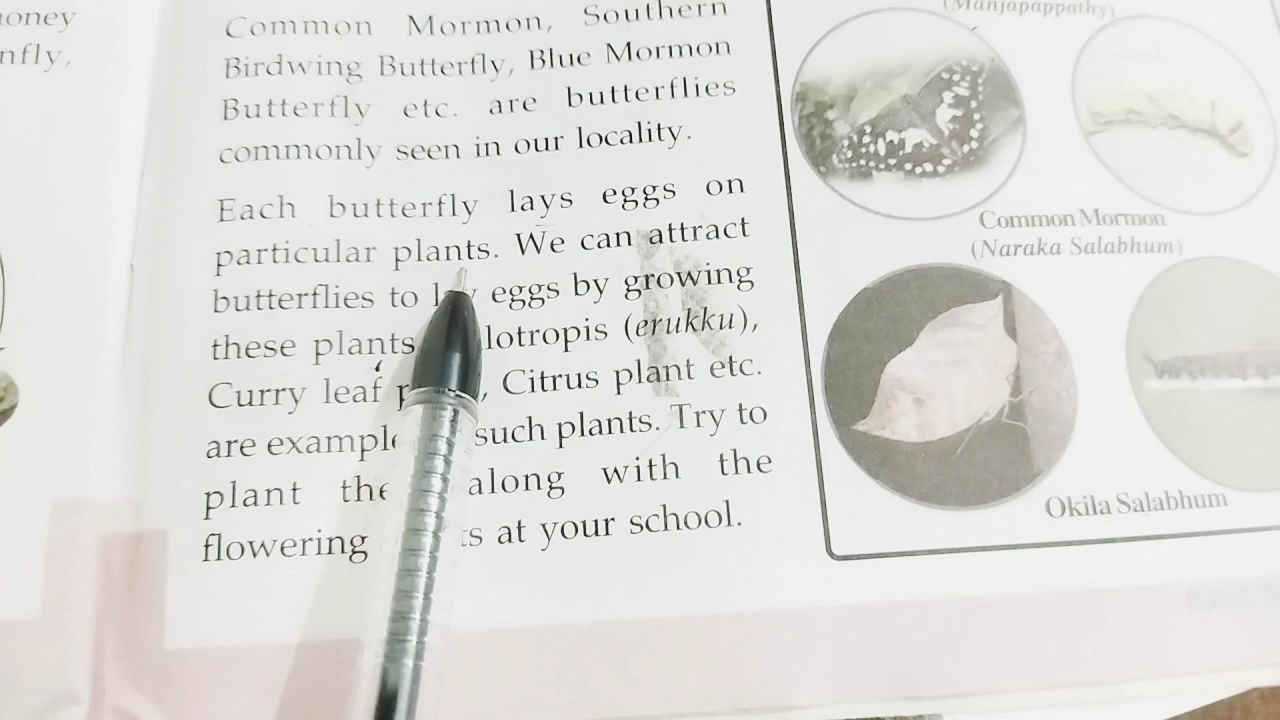 nfly,
Common Mormon, Southern
Birdwing Butterfly, Blue Mormon
Butterfly etc. are butterflies
commonly seen in our locality.
Each butterfly lays eggs on
particular plants. We can attract
butterflies to eggs by growing
these plants. lotropis (erukku),
Curry leaf Citrus plant etc.
are such plants. Try to
plant along with the
flowering at your school.
(Manjapappathy)
Common Mormon
(Naraka Salabhum)
Okila Salabhum